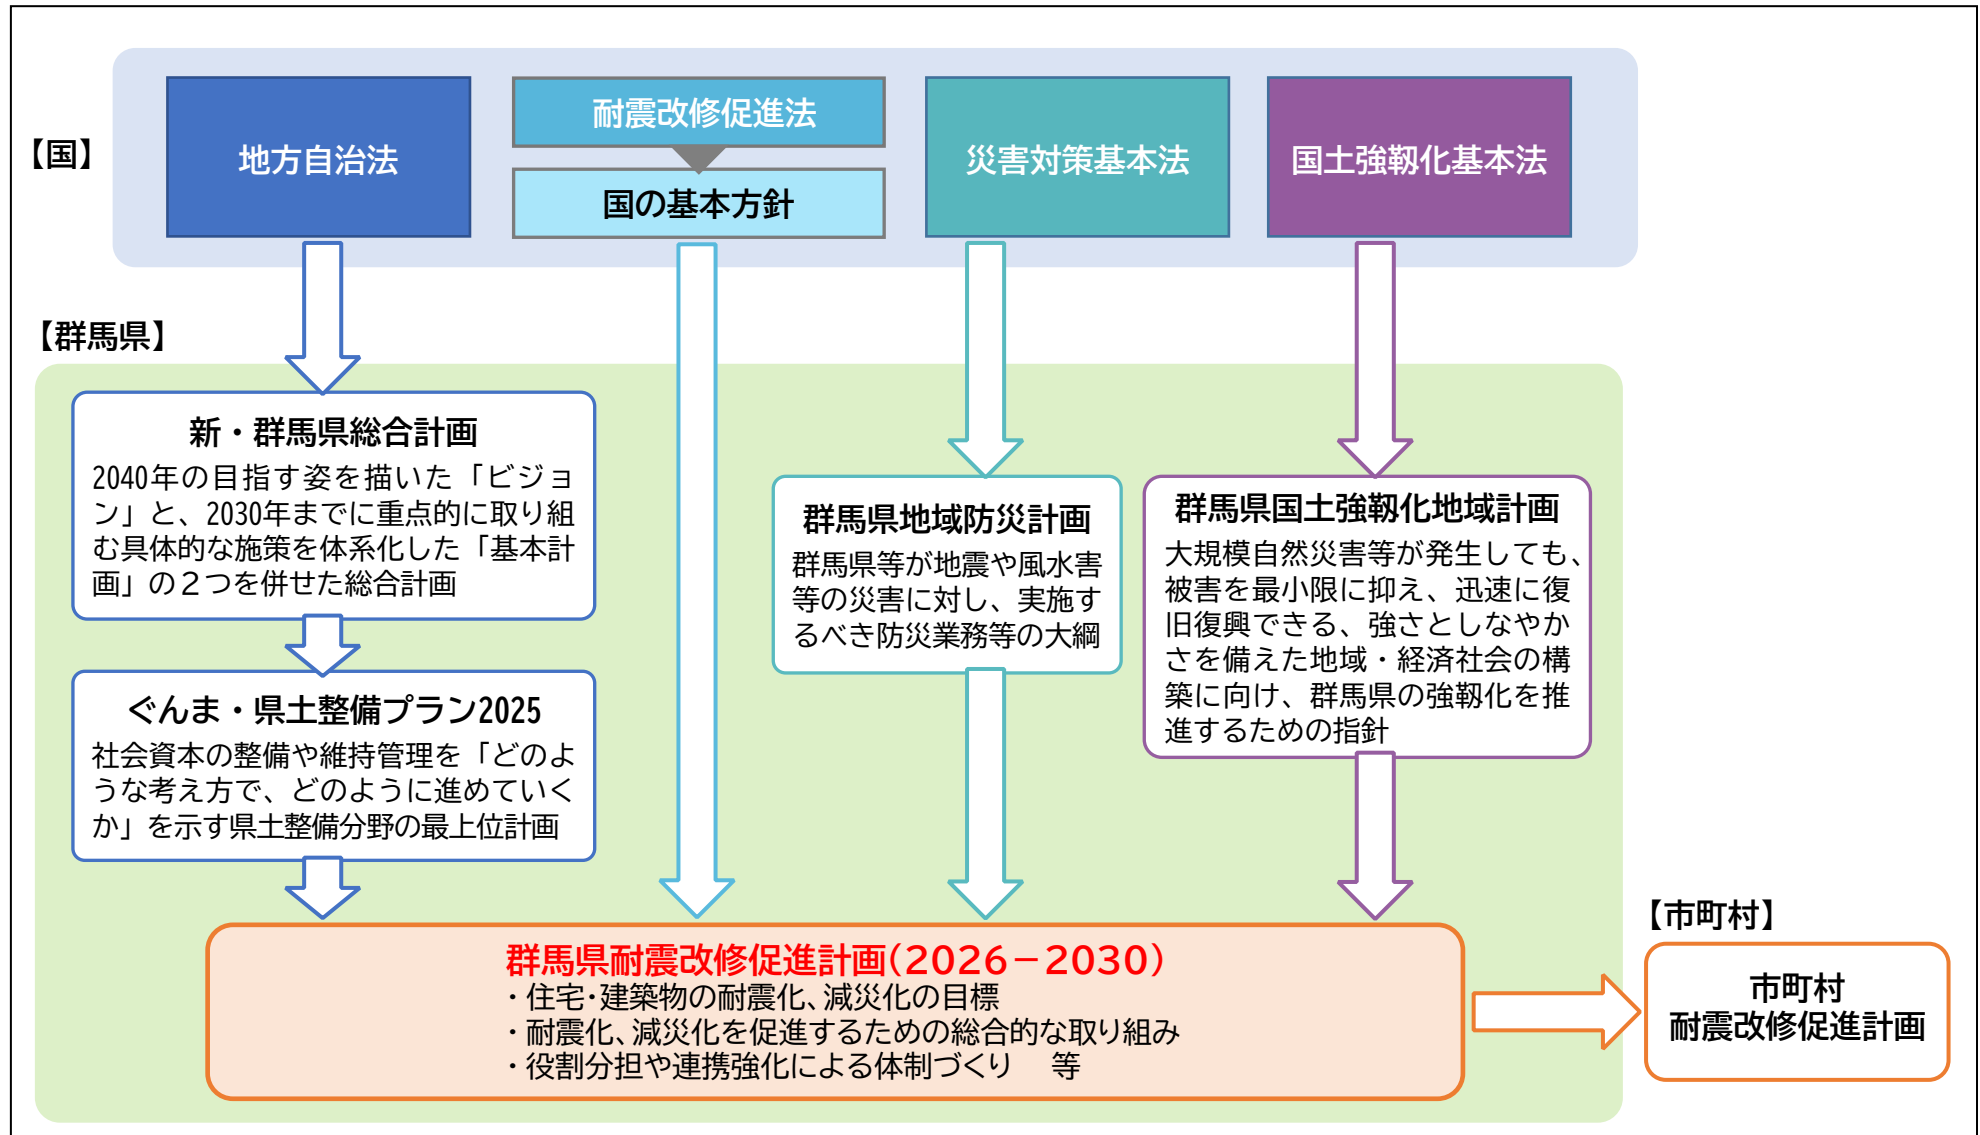 【国】
地方自治法
耐震改修促進法
国の基本方針
災害対策基本法
国土強靱化基本法
【群馬県】
新・群馬県総合計画
2040年の目指す姿を描いた「ビジョ
ン」と、2030年までに重点的に取り組
む具体的な施策を体系化した「基本計
画」の２つを併せた総合計画
ぐんま・県土整備プラン2025
社会資本の整備や維持管理を「どのよ
うな考え方で、どのように進めていく
か」を示す県土整備分野の最上位計画
群馬県地域防災計画
群馬県等が地震や風水害
等の災害に対し、実施す
るべき防災業務等の大綱
群馬県国土強靱化地域計画
大規模自然災害等が発生しても、
被害を最小限に抑え、迅速に復
旧復興できる、強さとしなやか
さを備えた地域・経済社会の構
築に向け、群馬県の強靱化を推
進するための指針
群馬県耐震改修促進計画（2026－2030）
・住宅・建築物の耐震化、減災化の目標
・耐震化、減災化を促進するための総合的な取り組み
・役割分担や連携強化による体制づくり　等
【市町村】
市町村
耐震改修促進計画